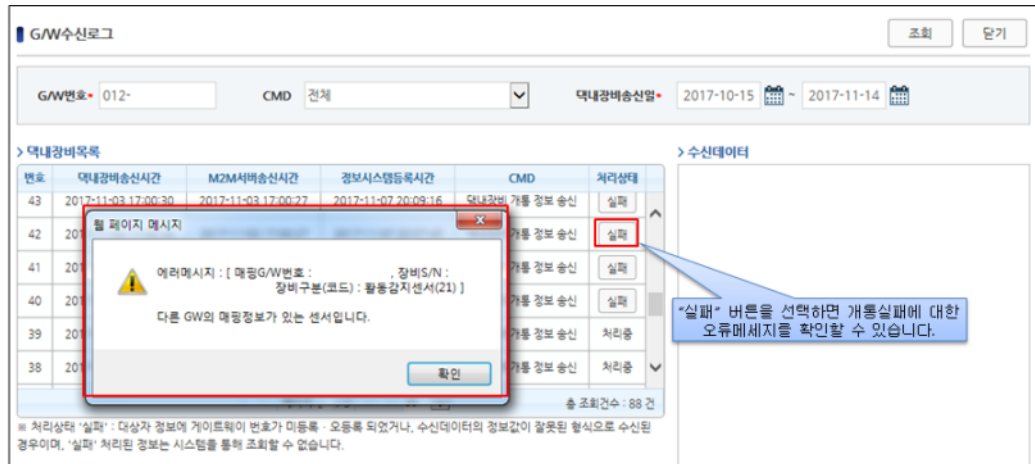 G/W수신로그
조회
닫기
G/W번호• 012-
CMD 전체
댁내장비송신일• 2017-10-15 ~ 2017-11-14
> 댁내장비목록
> 수신데이터
번호 댁내장비송신시간 M2M서버송신시간 정보시스템등록시간 CMD 처리상태
43 2017-11-03 17:00:30 2017-11-03 17:00:27 2017-11-07 20:09:16 댁내장비 개통 정보 송신 실패
42 201 개통 정보 송신 실패
41 201 개통 정보 송신 실패
40 201 개통 정보 송신 실패
39 201 개통 정보 송신 처리중
38 201 개통 정보 송신 처리중
웹 페이지 메시지
에러메시지 : [ 매핑G/W번호 : , 장비S/N :
장비구분(코드) : 활동감지센서(21) ]
다른 GW의 매핑정보가 있는 센서입니다.
확인
"실패" 버튼을 선택하면 개통실패에 대한
오류메세지를 확인할 수 있습니다.
총 조회건수 : 88 건
※ 처리상태 '실패' : 대상자 정보에 게이트웨이 번호가 미등록 · 오등록 되었거나, 수신데이터의 정보값이 잘못된 형식으로 수신된
경우이며, '실패' 처리된 정보는 시스템을 통해 조회할 수 없습니다.